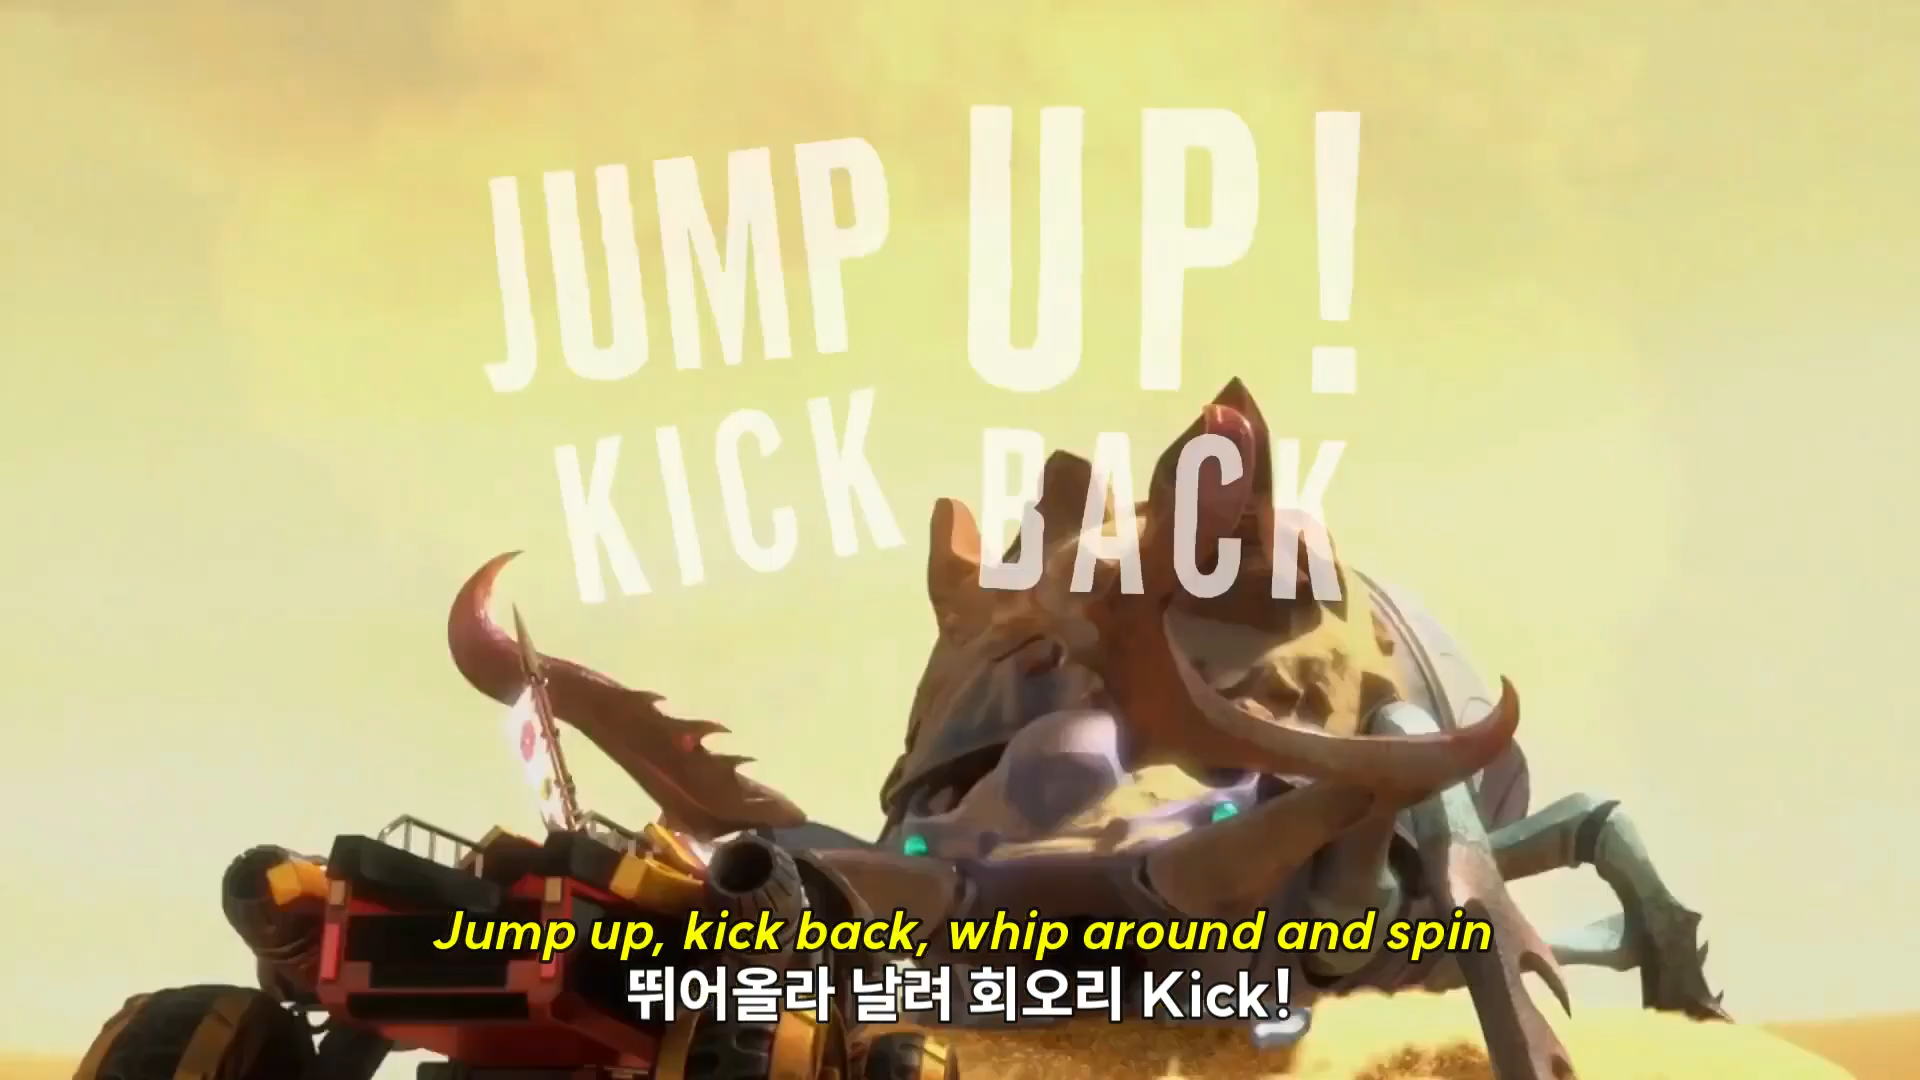 JUMP UP!
KICK BACK
Jump up, kick back, whip around and spin
뛰어올라 날려 회오리 Kick!